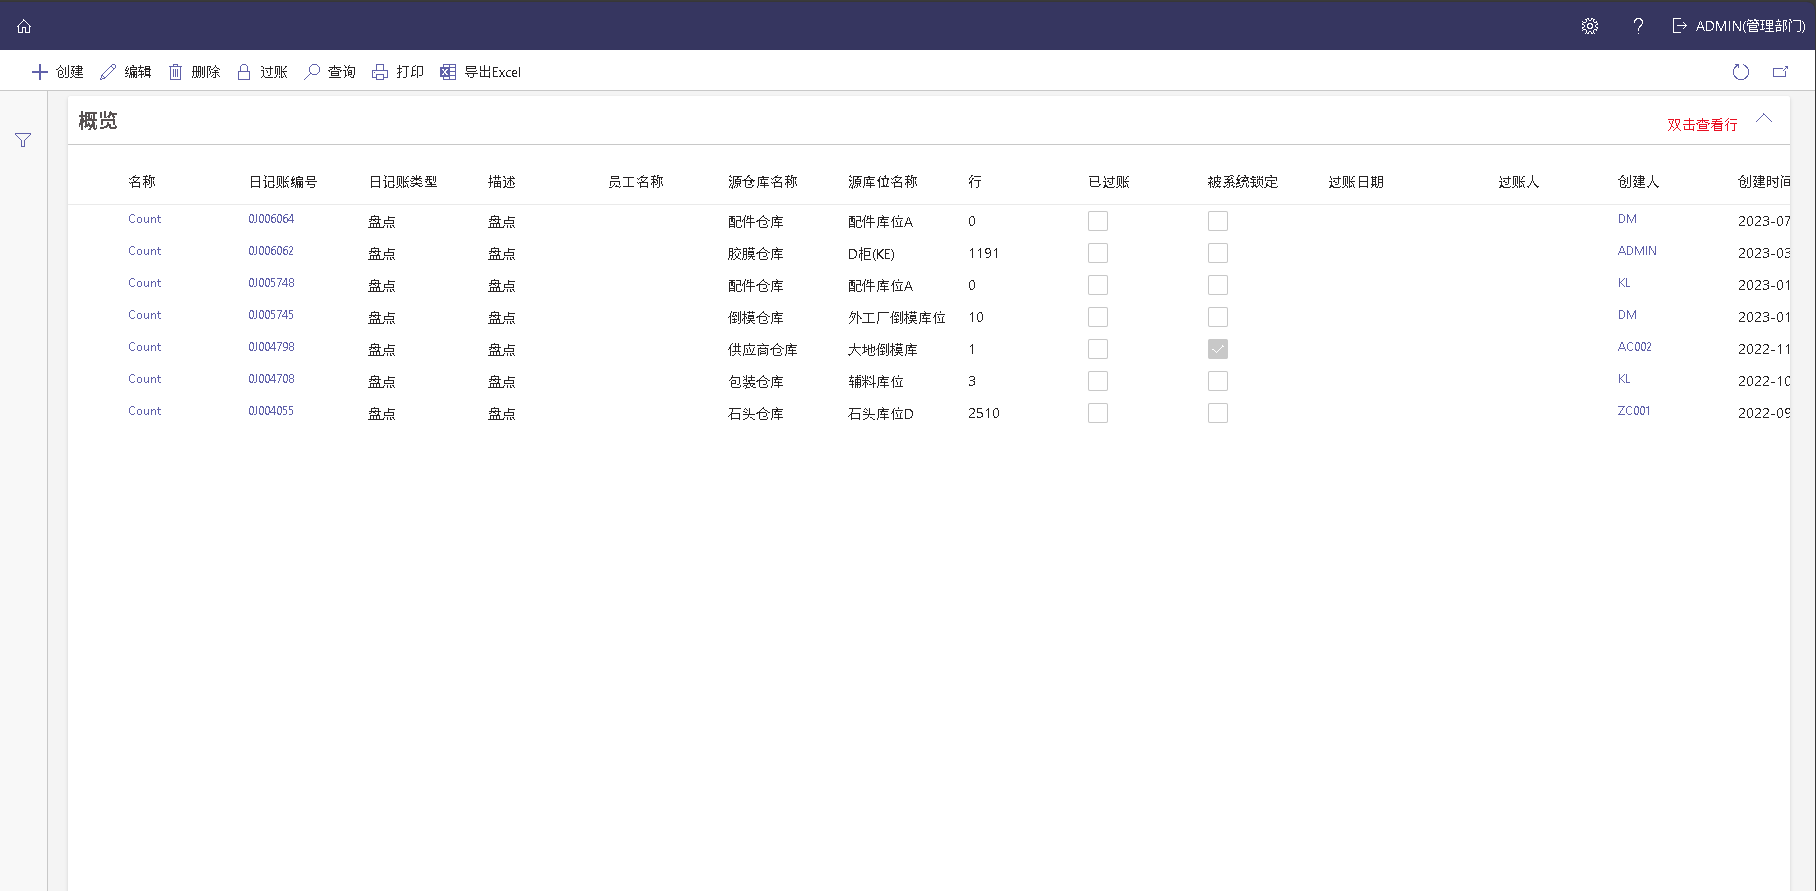 ADMIN(管理部门)
创建 编辑 删除 过账 查询 打印 导出Excel
概览
双击查看行
名称 日记账编号 日记账类型 描述 员工名称 源仓库名称 源库位名称 行 已过账 被系统锁定 过账日期 过账人 创建人 创建时间
Count 0J006064 盘点 盘点 配件仓库 配件库位A 0 DM 2023-07
Count 0J006062 盘点 盘点 胶膜仓库 D柜(KE) 1191 ADMIN 2023-03
Count 0J005748 盘点 盘点 配件仓库 配件库位A 0 KL 2023-01
Count 0J005745 盘点 盘点 倒模仓库 外工厂倒模库位 10 DM 2023-01
Count 0J004798 盘点 盘点 供应商仓库 大地倒模库 1 AC002 2022-11
Count 0J004708 盘点 盘点 包装仓库 辅料库位 3 KL 2022-10
Count 0J004055 盘点 盘点 石头仓库 石头库位D 2510 ZC001 2022-09